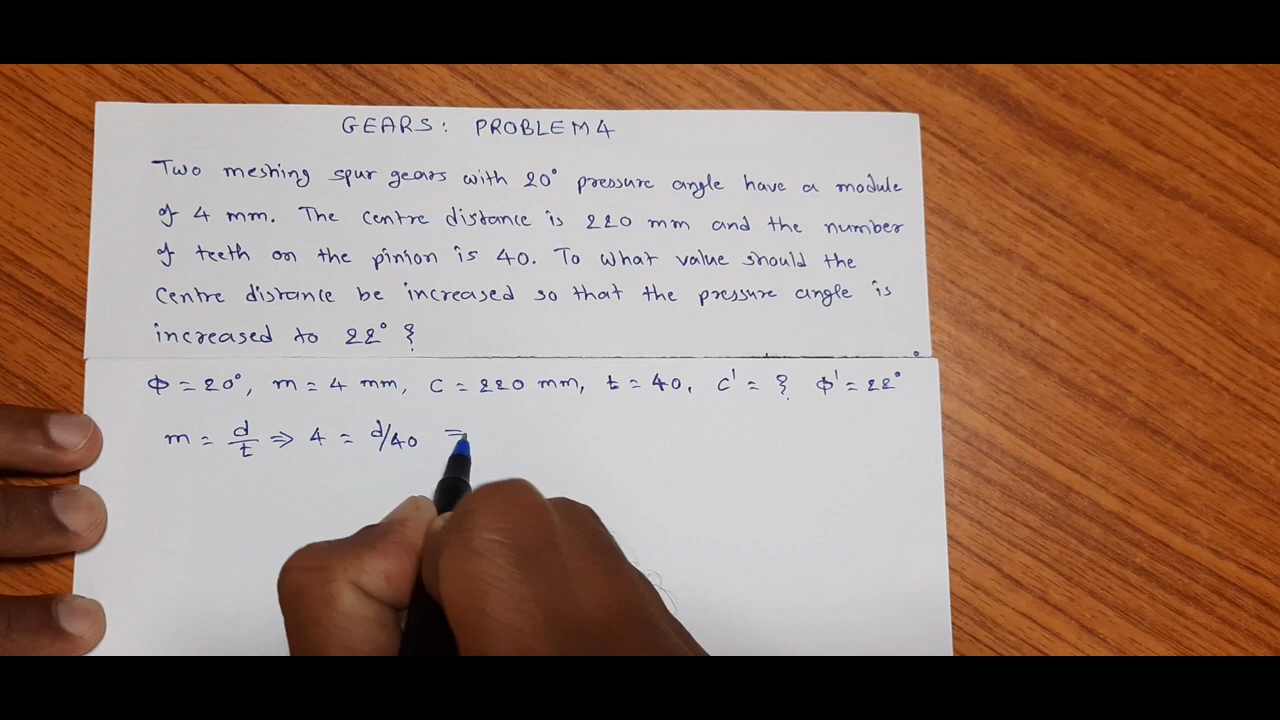 GEARS: PROBLEM 4
Two meshing spur gears with 20° pressure angle have a module
of 4 mm. The centre distance is 220 mm and the number
of teeth on the pinion is 40. To what value should the
centre distance be increased so that the pressure angle is
increased to 22° ?
Φ = 20°, m = 4 mm, C = 220 mm, t = 40, C' = ? Φ' = 22°
m = d/t ⇒ 4 = d/40 =